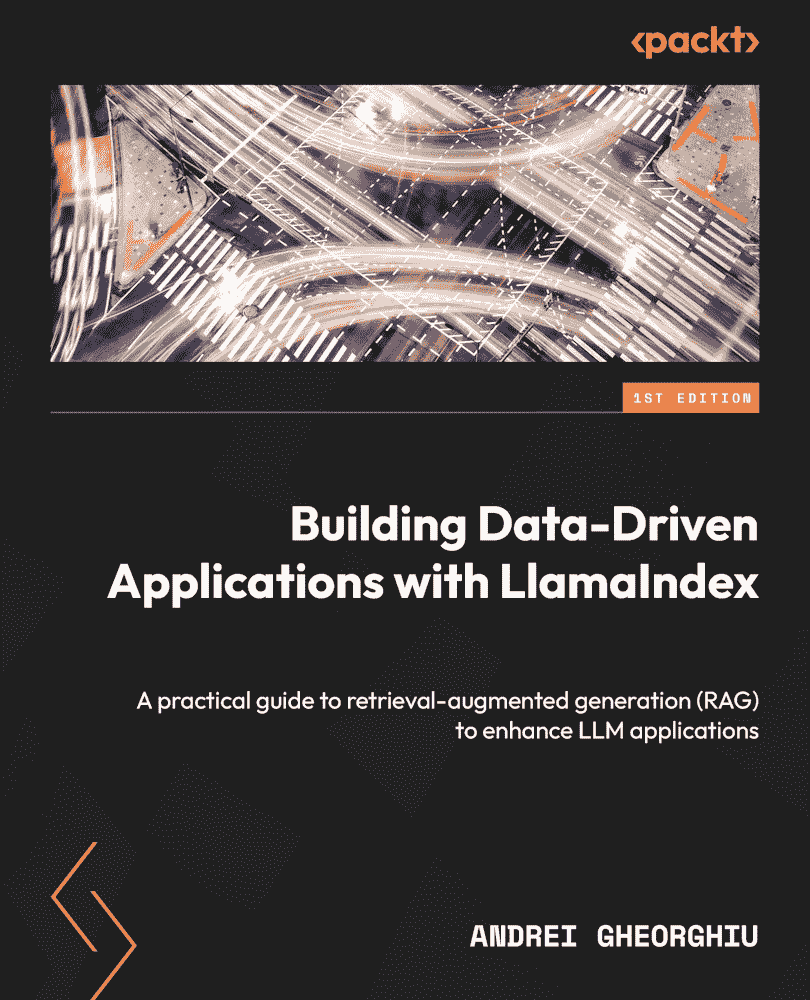 <packt>
1ST EDITION
Building Data-Driven
Applications with LlamaIndex
A practical guide to retrieval-augmented generation (RAG)
to enhance LLM applications
ANDREI GHEORGHIU